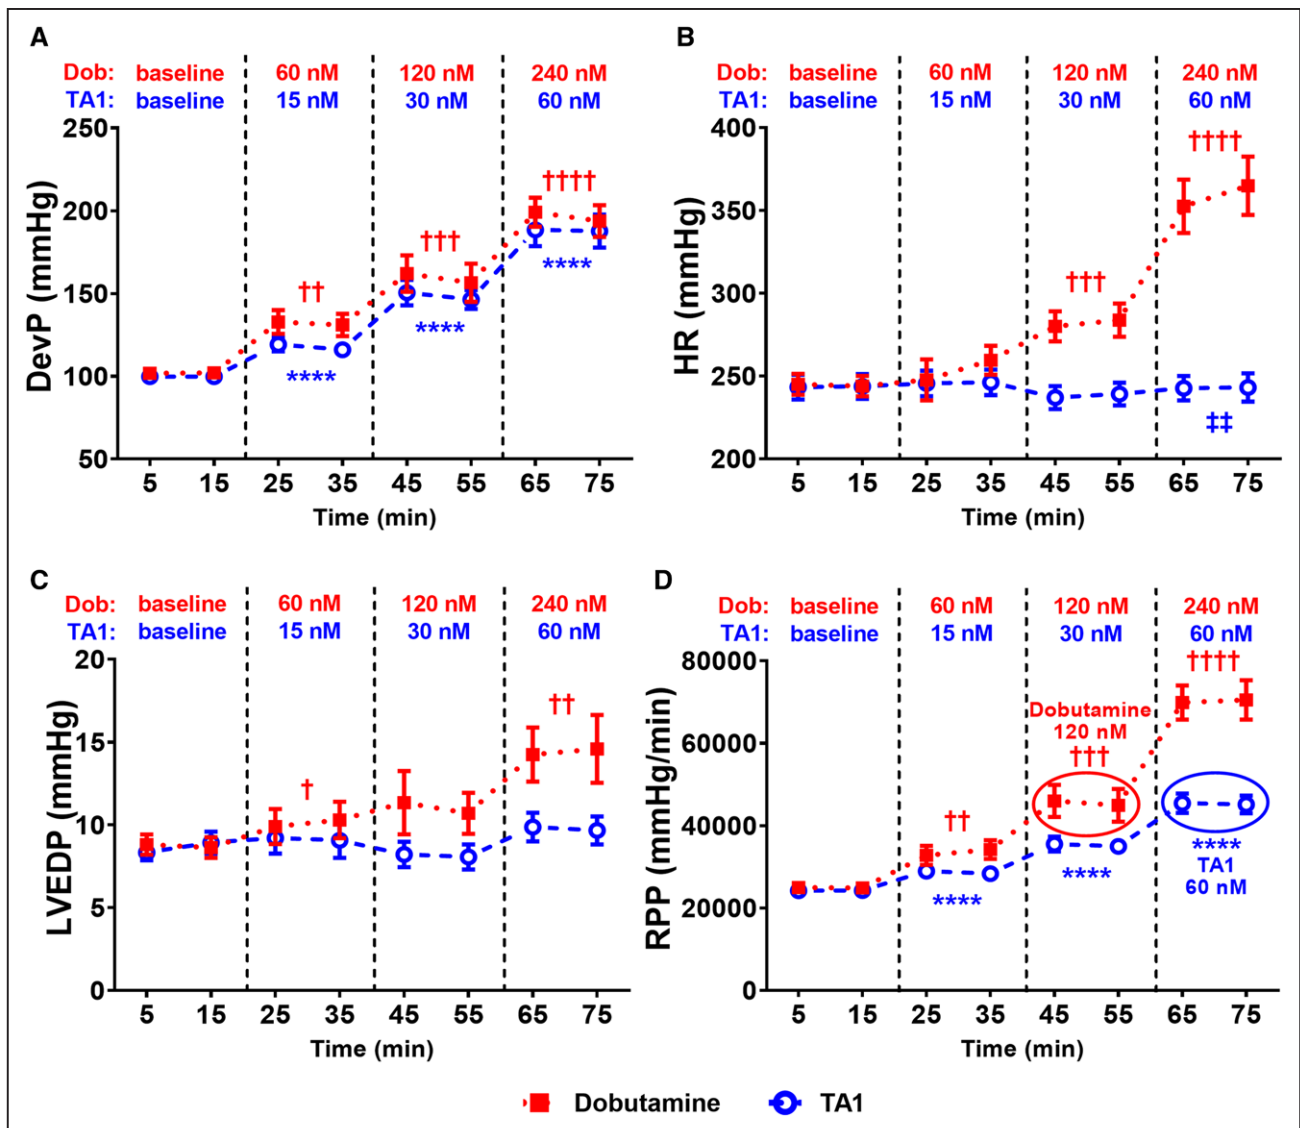 A
Dob: baseline 60 nM 120 nM 240 nM
TA1: baseline 15 nM 30 nM 60 nM
DevP (mmHg)
250
200
150
100
50
††
†††
††††
****
****
****
5 15 25 35 45 55 65 75
Time (min)
B
Dob: baseline 60 nM 120 nM 240 nM
TA1: baseline 15 nM 30 nM 60 nM
HR (mmHg)
400
350
300
250
200
†††
††††
‡‡
5 15 25 35 45 55 65 75
Time (min)
C
Dob: baseline 60 nM 120 nM 240 nM
TA1: baseline 15 nM 30 nM 60 nM
LVEDP (mmHg)
20
15
10
5
0
†
††
5 15 25 35 45 55 65 75
Time (min)
D
Dob: baseline 60 nM 120 nM 240 nM
TA1: baseline 15 nM 30 nM 60 nM
RPP (mmHg/min)
80000
60000
40000
20000
0
††
Dobutamine
120 nM
†††
††††
****
****
****
TA1
60 nM
5 15 25 35 45 55 65 75
Time (min)
Dobutamine TA1